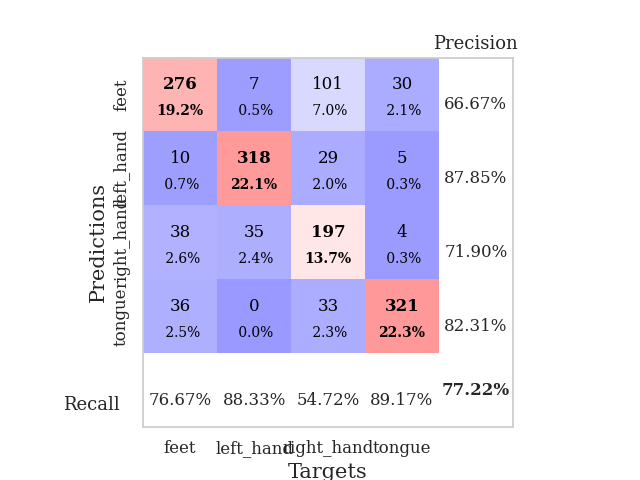 Precision
feet 276 7 101 30 66.67%
19.2% 0.5% 7.0% 2.1%
left_hand 10 318 29 5 87.85%
0.7% 22.1% 2.0% 0.3%
right_hand 38 35 197 4 71.90%
2.6% 2.4% 13.7% 0.3%
tongue 36 0 33 321 82.31%
2.5% 0.0% 2.3% 22.3%
Predictions
Recall 76.67% 88.33% 54.72% 89.17% 77.22%
feet left_hand right_hand tongue
Targets